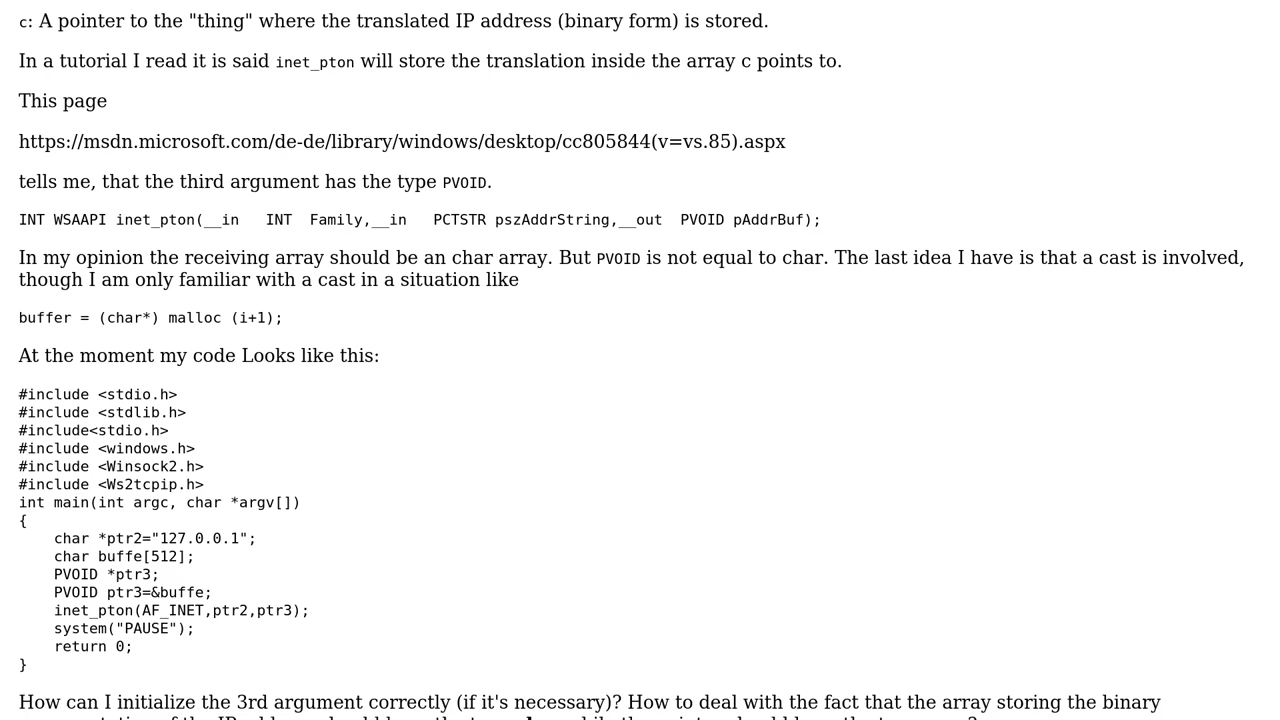 c: A pointer to the "thing" where the translated IP address (binary form) is stored.
In a tutorial I read it is said inet_pton will store the translation inside the array c points to.
This page
https://msdn.microsoft.com/de-de/library/windows/desktop/cc805844(v=vs.85).aspx
tells me, that the third argument has the type PVOID.
INT WSAAPI inet_pton(__in   INT  Family,__in   PCTSTR pszAddrString,__out  PVOID pAddrBuf);
In my opinion the receiving array should be an char array. But PVOID is not equal to char. The last idea I have is that a cast is involved,
though I am only familiar with a cast in a situation like
buffer = (char*) malloc (i+1);
At the moment my code Looks like this:
#include <stdio.h>
#include <stdlib.h>
#include<stdio.h>
#include <windows.h>
#include <Winsock2.h>
#include <Ws2tcpip.h>
int main(int argc, char *argv[])
{
    char *ptr2="127.0.0.1";
    char buffe[512];
    PVOID *ptr3;
    PVOID ptr3=&buffe;
    inet_pton(AF_INET,ptr2,ptr3);
    system("PAUSE");
    return 0;
}
How can I initialize the 3rd argument correctly (if it's necessary)? How to deal with the fact that the array storing the binary